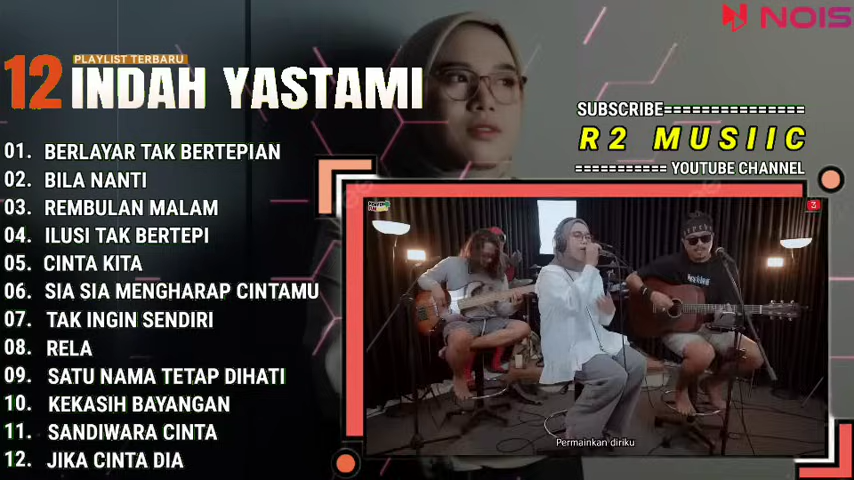 NOIS
PLAYLIST TERBARU
12 INDAH YASTAMI
SUBSCRIBE===============
R2 MUSIIC
=========== YOUTUBE CHANNEL
01. BERLAYAR TAK BERTEPIAN
02. BILA NANTI
03. REMBULAN MALAM
04. ILUSI TAK BERTEPI
05. CINTA KITA
06. SIA SIA MENGHARAP CINTAMU
07. TAK INGIN SENDIRI
08. RELA
09. SATU NAMA TETAP DIHATI
10. KEKASIH BAYANGAN
11. SANDIWARA CINTA
12. JIKA CINTA DIA
3
Permainkan diriku